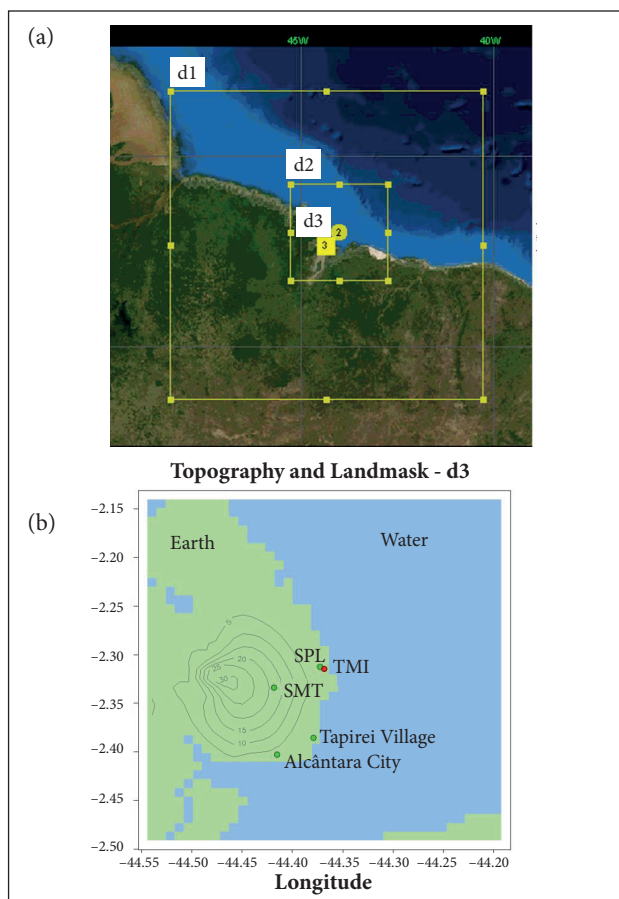 (a)
45W 40W
d1
d2
d3
2
3
Topography and Landmask - d3
(b)
−2.15
−2.20
−2.25
−2.30
−2.35
−2.40
−2.45
−2.50
Earth
Water
5
20
25
30
15
10
SPL
TMI
SMT
Tapirei Village
Alcântara City
−44.55 −44.50 −44.45 −44.40 −44.35 −44.30 −44.25 −44.20
Longitude